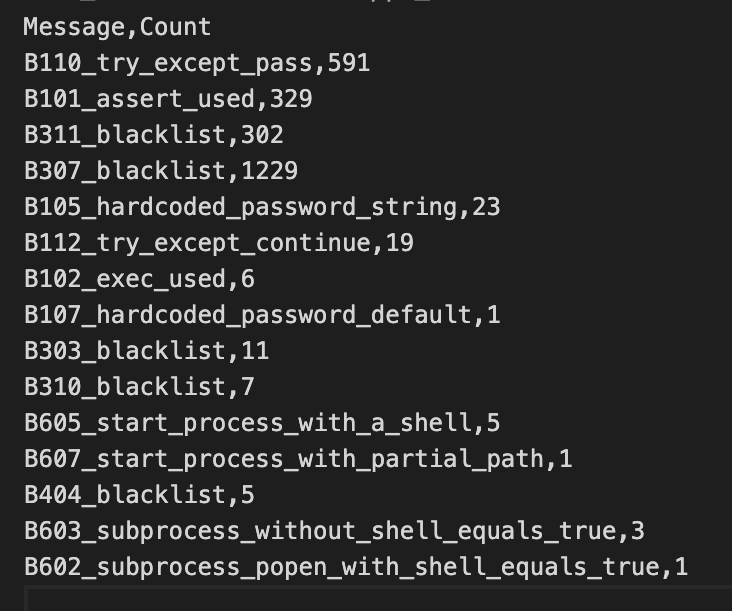 Message,Count
B110_try_except_pass,591
B101_assert_used,329
B311_blacklist,302
B307_blacklist,1229
B105_hardcoded_password_string,23
B112_try_except_continue,19
B102_exec_used,6
B107_hardcoded_password_default,1
B303_blacklist,11
B310_blacklist,7
B605_start_process_with_a_shell,5
B607_start_process_with_partial_path,1
B404_blacklist,5
B603_subprocess_without_shell_equals_true,3
B602_subprocess_popen_with_shell_equals_true,1